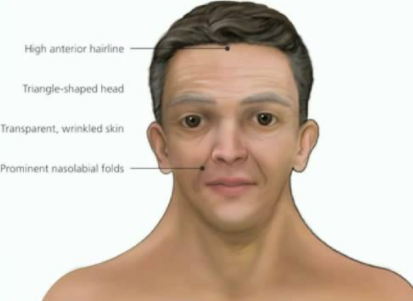 High anterior hairline
Triangle-shaped head
Transparent, wrinkled skin
Prominent nasolabial folds